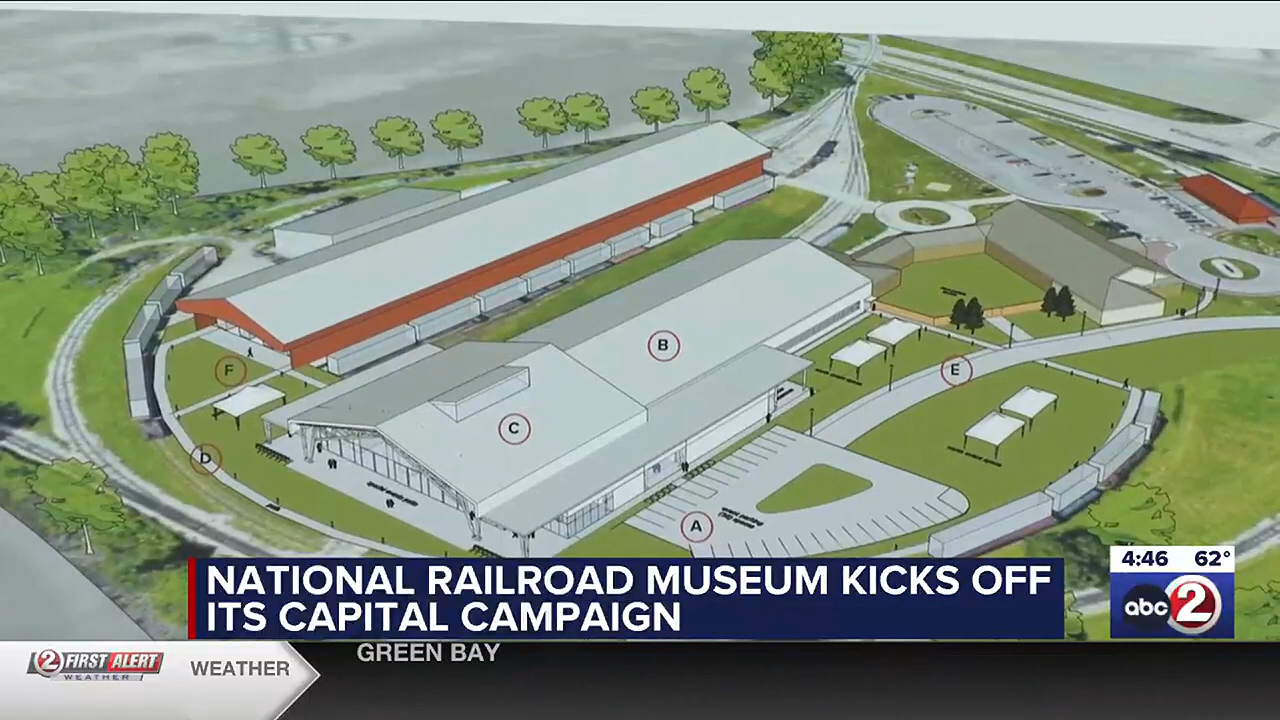 B
F
E
C
D
A
NATIONAL RAILROAD MUSEUM KICKS OFF
ITS CAPITAL CAMPAIGN
4:46 62°
abc 2
2 FIRST ALERT
WEATHER
WEATHER
GREEN BAY